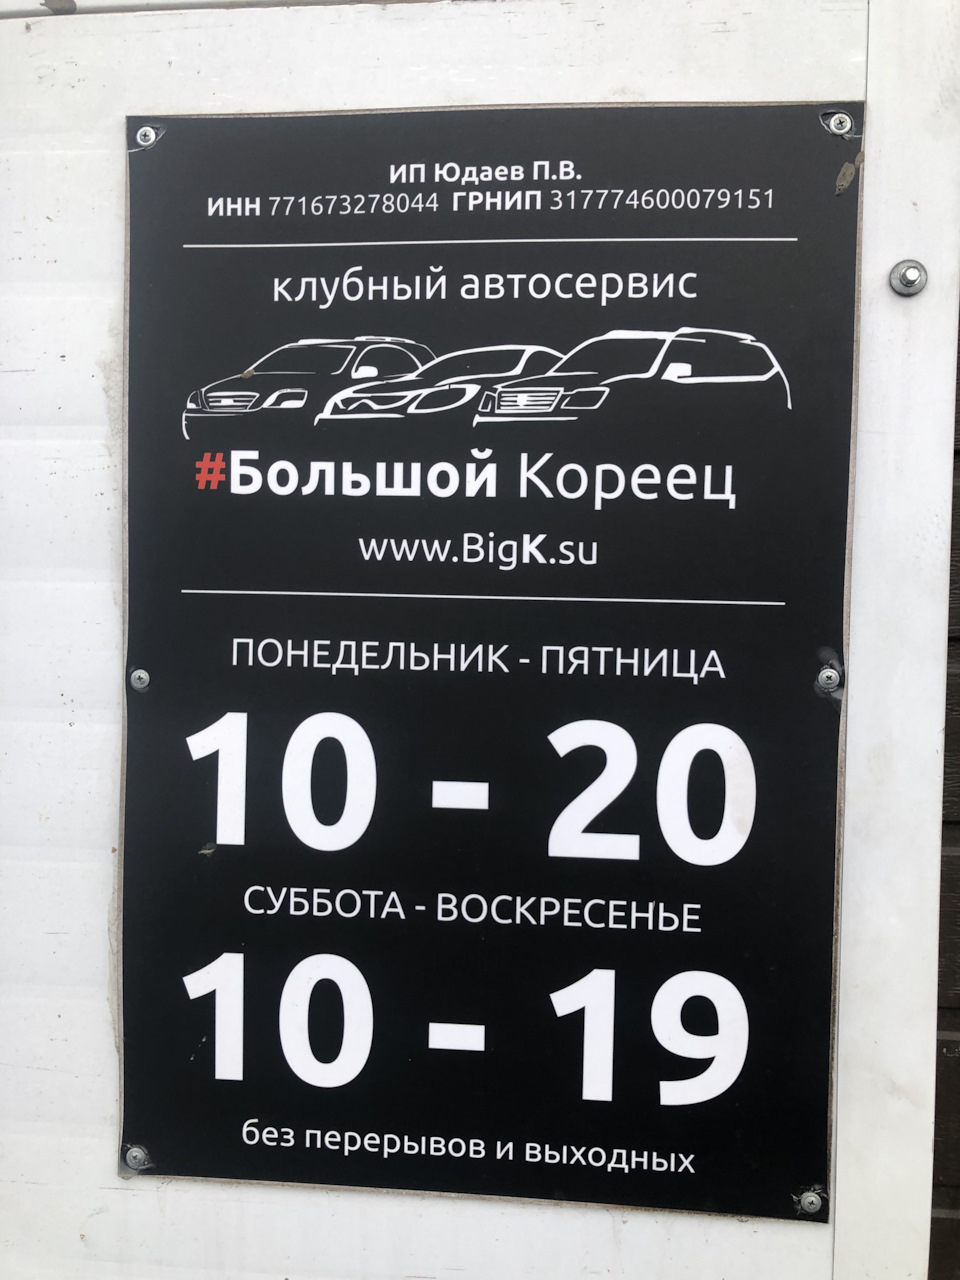 ИП Юдаев П.В.
ИНН 771673278044 ГРНИП 317774600079151
клубный автосервис
#Большой Кореец
www.BigK.su
ПОНЕДЕЛЬНИК - ПЯТНИЦА
10 - 20
СУББОТА - ВОСКРЕСЕНЬЕ
10 - 19
без перерывов и выходных